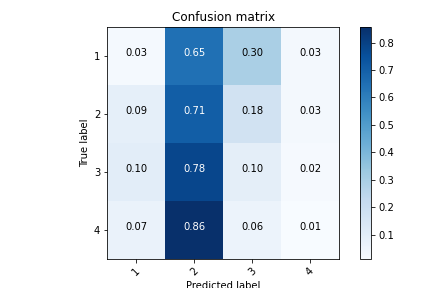 Confusion matrix
True label
1 0.03 0.65 0.30 0.03
2 0.09 0.71 0.18 0.03
3 0.10 0.78 0.10 0.02
4 0.07 0.86 0.06 0.01
1 2 3 4
Predicted label
0.8
0.7
0.6
0.5
0.4
0.3
0.2
0.1